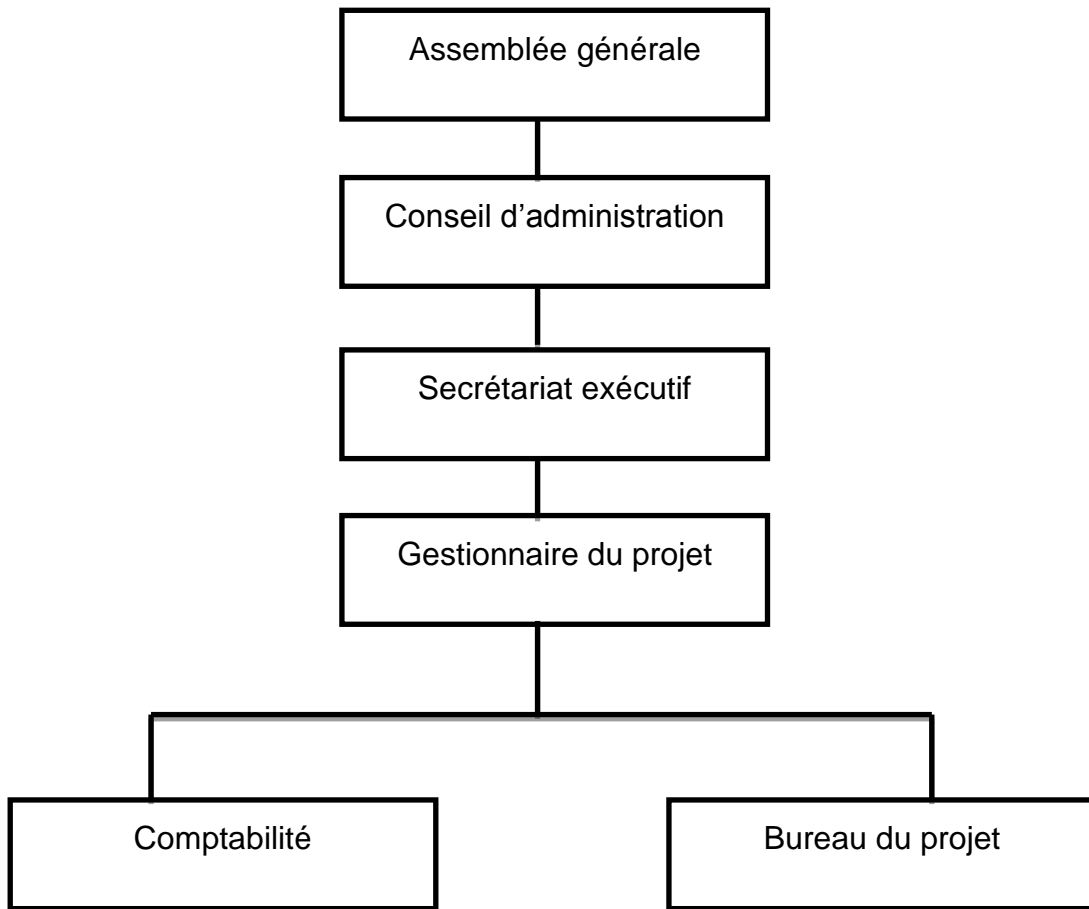 Assemblée générale
Conseil d’administration
Secrétariat exécutif
Gestionnaire du projet
Comptabilité
Bureau du projet